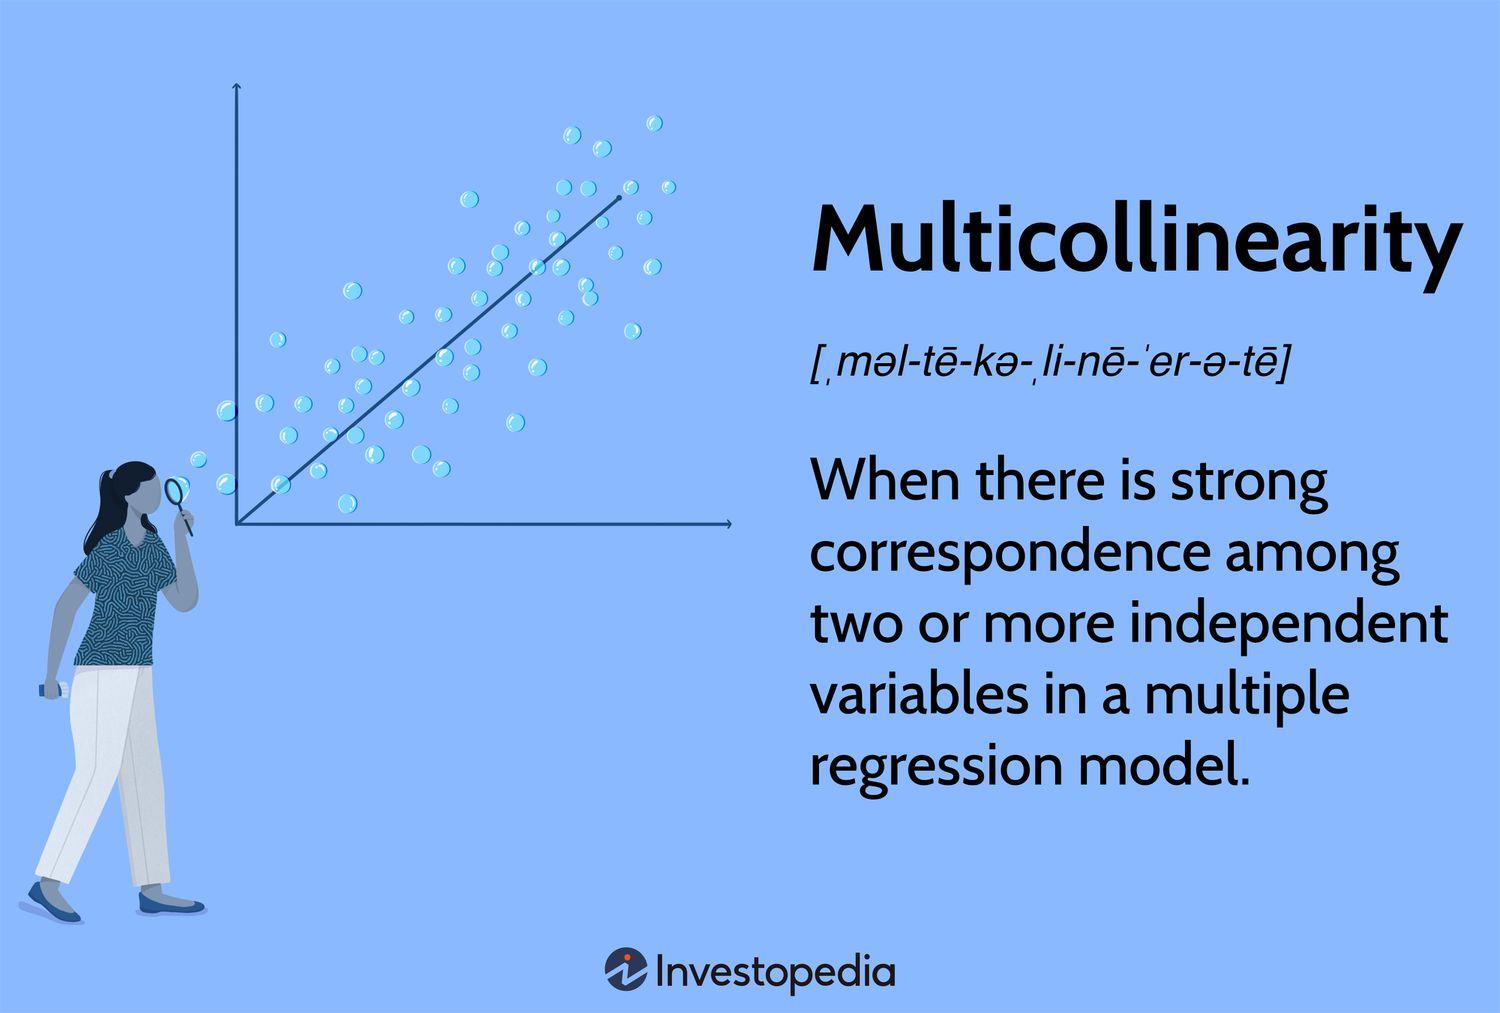 Multicollinearity
[ˌməl-tē-kə-ˌli-nē-ˈer-ə-tē]
When there is strong
correspondence among
two or more independent
variables in a multiple
regression model.
Investopedia